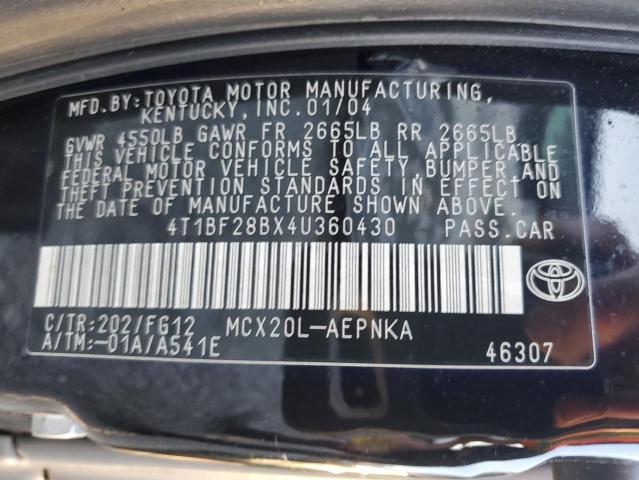 MFD.BY:TOYOTA MOTOR MANUFACTURING,
KENTUCKY,INC.01/04
GVWR 4550LB GAWR FR 2665LB RR 2665LB
THIS VEHICLE CONFORMS TO ALL APPLICABLE
FEDERAL MOTOR VEHICLE SAFETY,BUMPER,AND
THEFT PREVENTION STANDARDS IN EFFECT ON
THE DATE OF MANUFACTURE SHOWN ABOVE.
4T1BF28BX4U360430 PASS.CAR
C/TR:202/FG12 MCX20L-AEPNKA
A/TM:-01A/A541E 46307